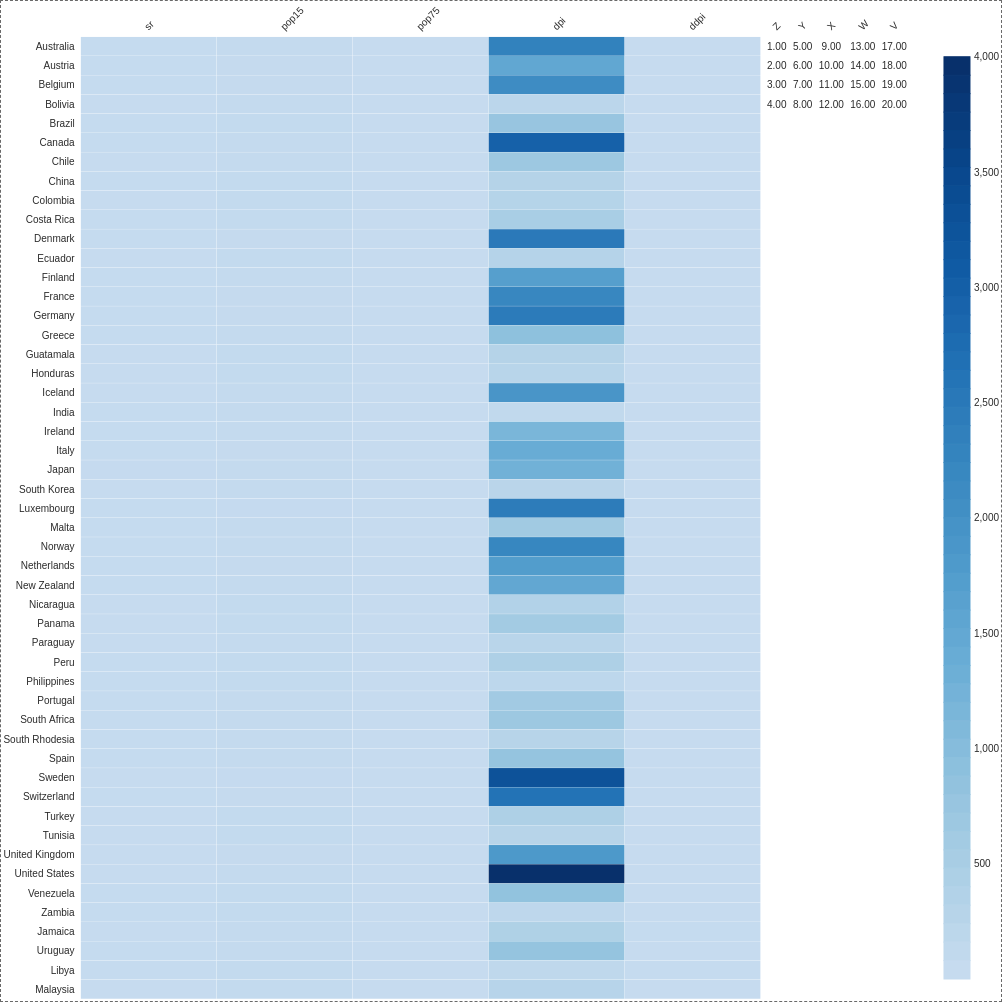 sr pop15 pop75 dpi ddpi Z Y X W V
Australia 1.00 5.00 9.00 13.00 17.00
4,000
Austria 2.00 6.00 10.00 14.00 18.00
Belgium 3.00 7.00 11.00 15.00 19.00
Bolivia 4.00 8.00 12.00 16.00 20.00
Brazil
Canada
Chile
3,500
China
Colombia
Costa Rica
Denmark
Ecuador
Finland
3,000
France
Germany
Greece
Guatamala
Honduras
Iceland
2,500
India
Ireland
Italy
Japan
South Korea
Luxembourg
2,000
Malta
Norway
Netherlands
New Zealand
Nicaragua
Panama
1,500
Paraguay
Peru
Philippines
Portugal
South Africa
South Rhodesia
1,000
Spain
Sweden
Switzerland
Turkey
Tunisia
United Kingdom
500
United States
Venezuela
Zambia
Jamaica
Uruguay
Libya
Malaysia